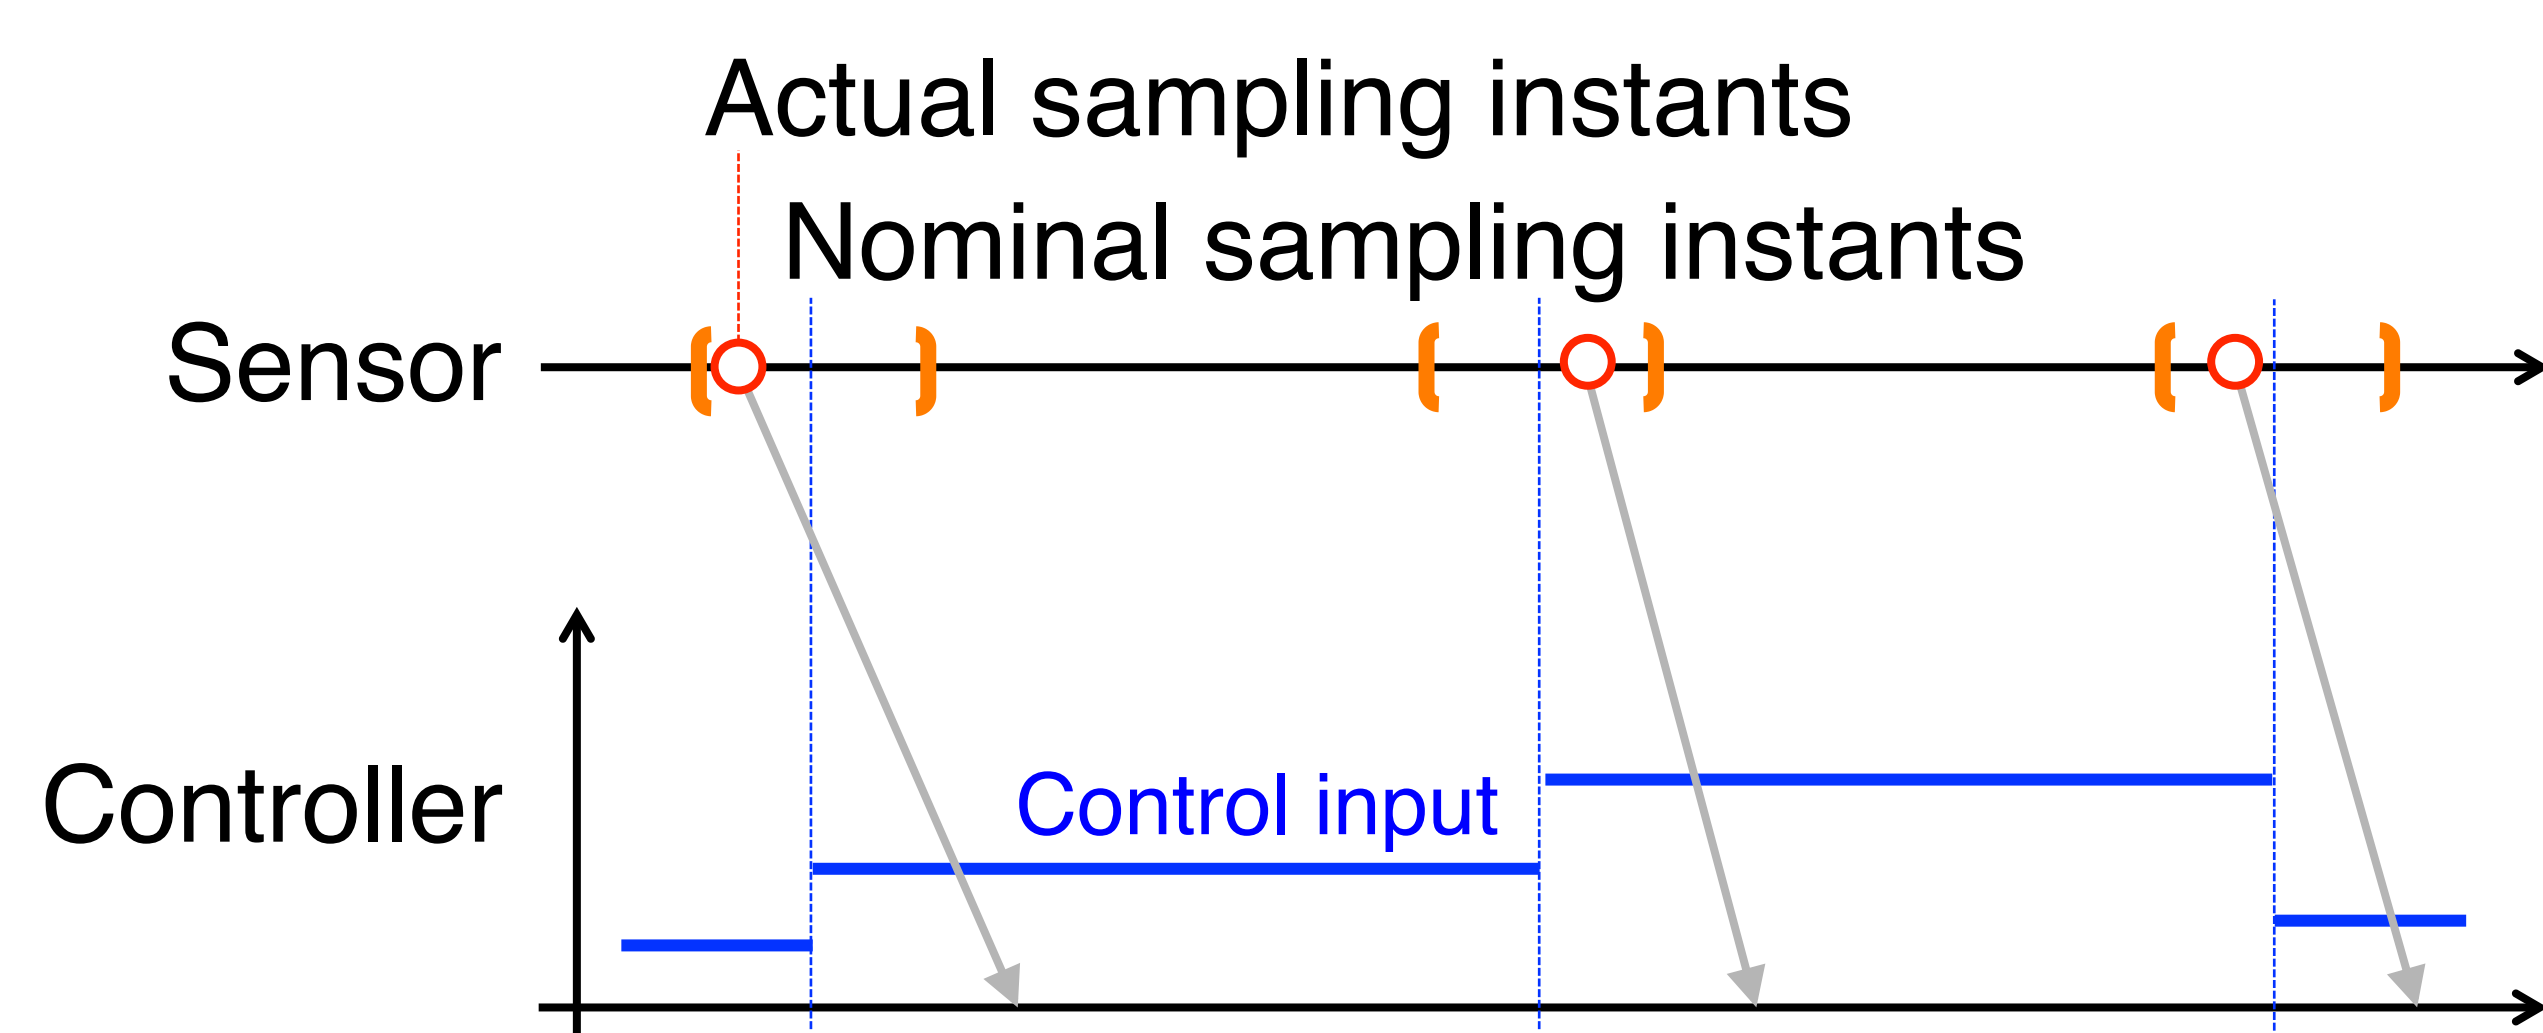 Actual sampling instants
Nominal sampling instants
Sensor
Controller
Control input